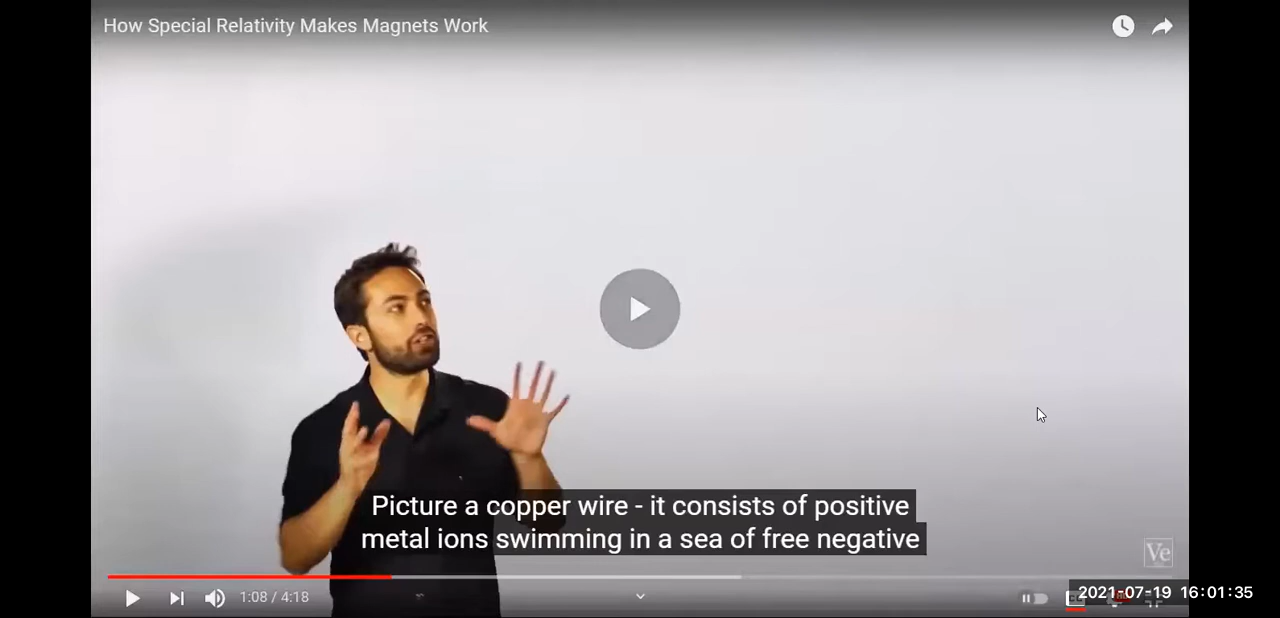 How Special Relativity Makes Magnets Work
Picture a copper wire - it consists of positive
metal ions swimming in a sea of free negative
Ve
1:08 / 4:18
2021-07-19 16:01:35